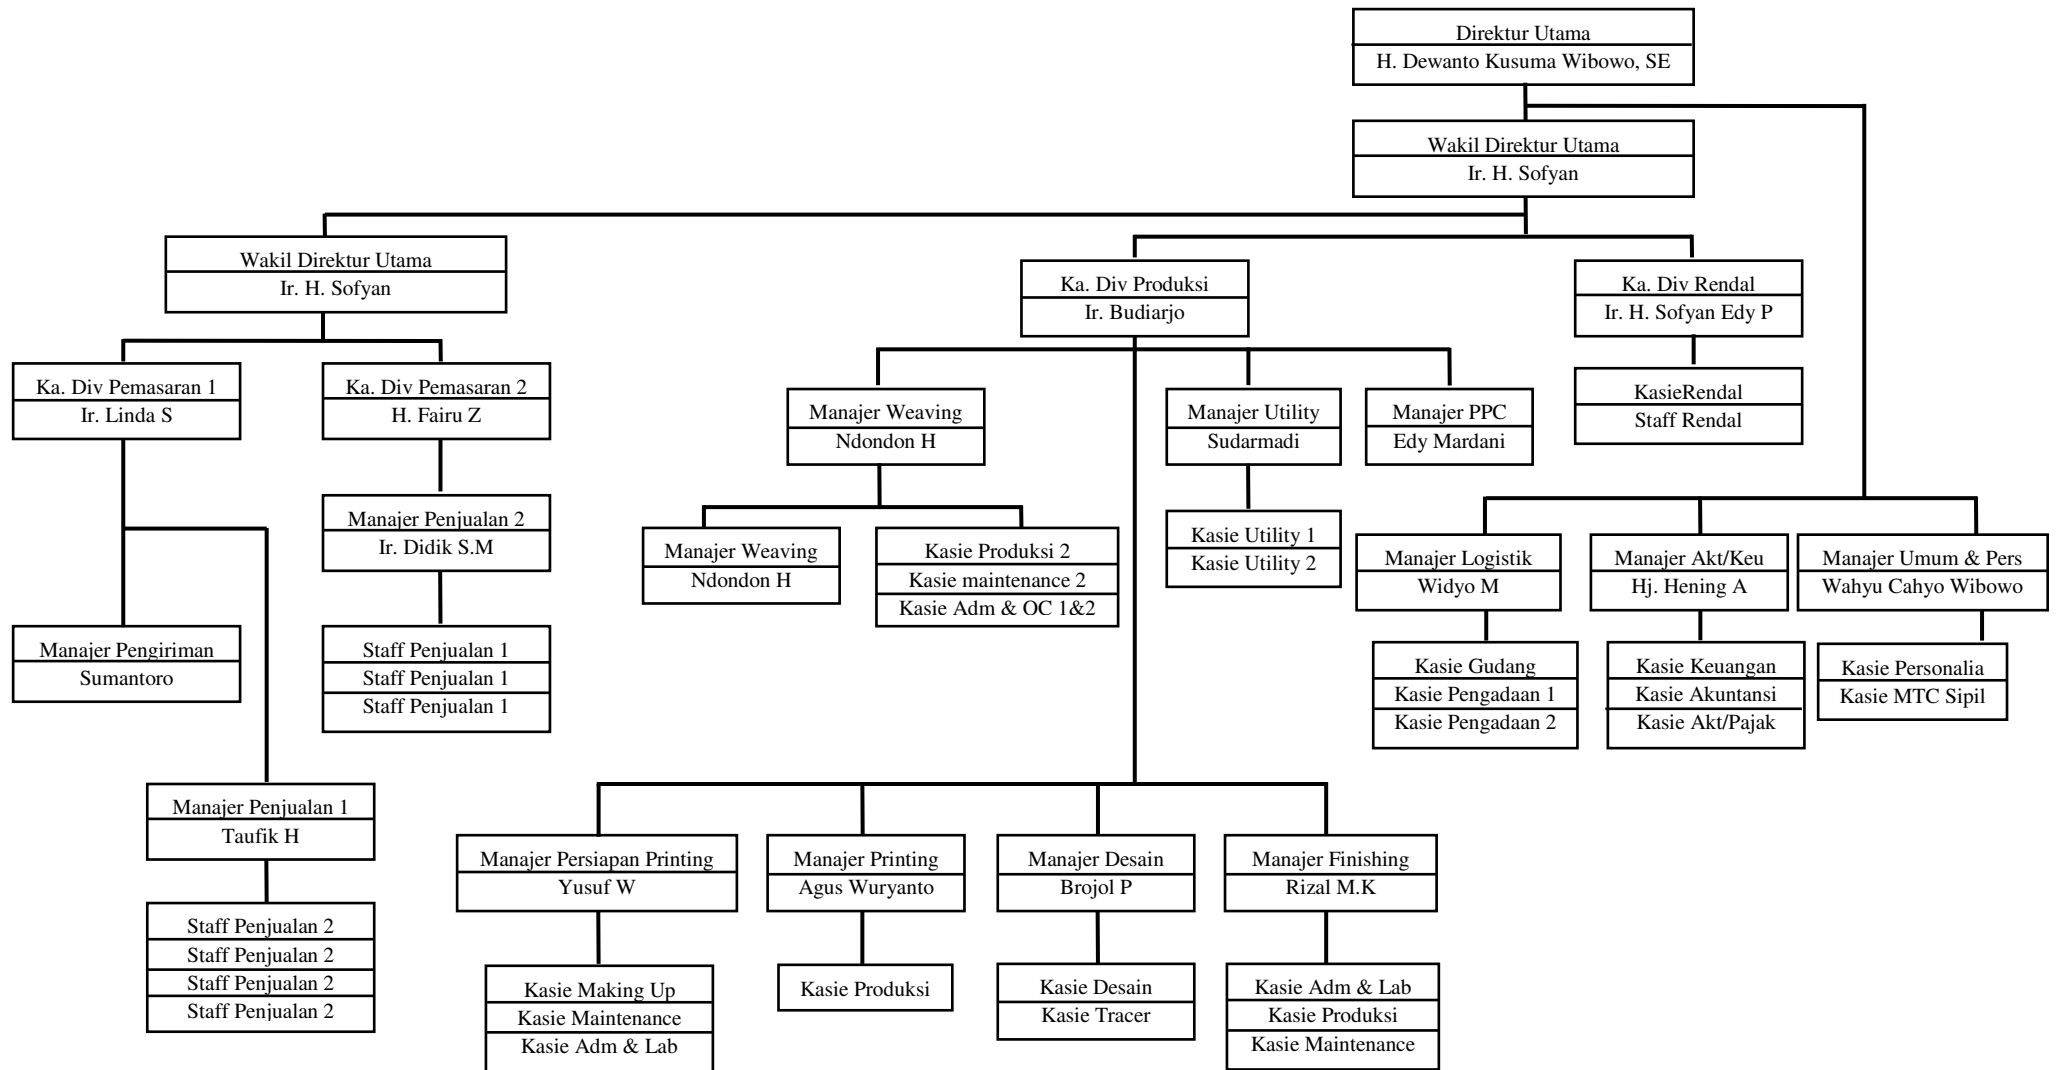 Direktur Utama
H. Dewanto Kusuma Wibowo, SE
Wakil Direktur Utama
Ir. H. Sofyan
Wakil Direktur Utama
Ir. H. Sofyan
Ka. Div Produksi
Ir. Budiarjo
Ka. Div Rendal
Ir. H. Sofyan Edy P
Ka. Div Pemasaran 1
Ir. Linda S
Ka. Div Pemasaran 2
H. Fairu Z
Manajer Weaving
Ndondon H
Manajer Utility
Sudarmadi
Manajer PPC
Edy Mardani
KasieRendal
Staff Rendal
Manajer Penjualan 2
Ir. Didik S.M
Manajer Weaving
Ndondon H
Kasie Produksi 2
Kasie maintenance 2
Kasie Adm & OC 1&2
Kasie Utility 1
Kasie Utility 2
Manajer Logistik
Widyo M
Manajer Akt/Keu
Hj. Hening A
Manajer Umum & Pers
Wahyu Cahyo Wibowo
Manajer Pengiriman
Sumantoro
Staff Penjualan 1
Staff Penjualan 1
Staff Penjualan 1
Kasie Gudang
Kasie Pengadaan 1
Kasie Pengadaan 2
Kasie Keuangan
Kasie Akuntansi
Kasie Akt/Pajak
Kasie Personalia
Kasie MTC Sipil
Manajer Penjualan 1
Taufik H
Manajer Persiapan Printing
Yusuf W
Manajer Printing
Agus Wuryanto
Manajer Desain
Brojol P
Manajer Finishing
Rizal M.K
Staff Penjualan 2
Staff Penjualan 2
Staff Penjualan 2
Staff Penjualan 2
Kasie Making Up
Kasie Maintenance
Kasie Adm & Lab
Kasie Produksi
Kasie Desain
Kasie Tracer
Kasie Adm & Lab
Kasie Produksi
Kasie Maintenance